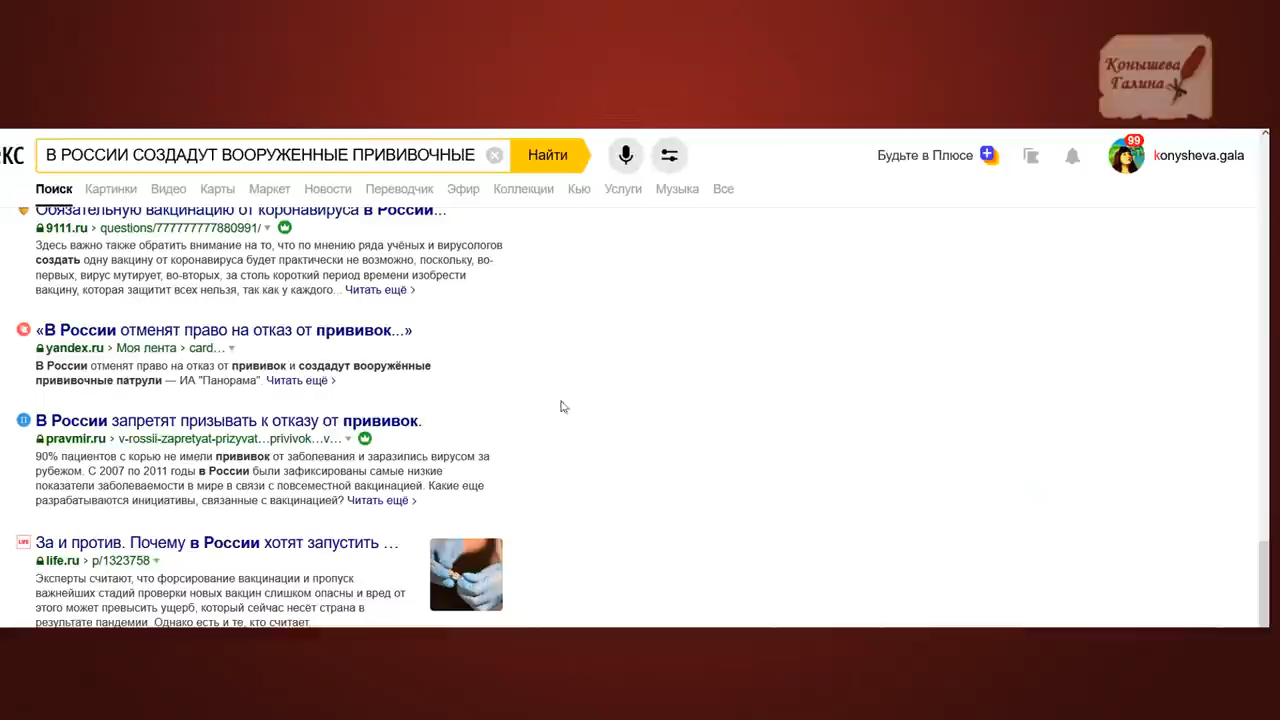 Конышева
Галина
кс
В РОССИИ СОЗДАДУТ ВООРУЖЕННЫЕ ПРИВИВОЧНЫЕ
Найти
Будьте в Плюсе
99
konysheva.gala
Поиск Картинки Видео Карты Маркет Новости Переводчик Эфир Коллекции Кью Услуги Музыка Все
Обязательную вакцинацию от коронавируса в России...
9111.ru › questions/777777777880991/
Здесь важно также обратить внимание на то, что по мнению ряда учёных и вирусологов
создать одну вакцину от коронавируса будет практически не возможно, поскольку, во-
первых, вирус мутирует, во-вторых, за столь короткий период времени изобрести
вакцину, которая защитит всех нельзя, так как у каждого... Читать ещё ›
«В России отменят право на отказ от прививок...»
yandex.ru › Моя лента › card...
В России отменят право на отказ от прививок и создадут вооружённые
прививочные патрули — ИА "Панорама". Читать ещё ›
В России запретят призывать к отказу от прививок.
pravmir.ru › v-rossii-zapretyat-prizyvat...privivok...v...
90% пациентов с корью не имели прививок от заболевания и заразились вирусом за
рубежом. С 2007 по 2011 годы в России были зафиксированы самые низкие
показатели заболеваемости в мире в связи с повсеместной вакцинацией. Какие еще
разрабатываются инициативы, связанные с вакцинацией? Читать ещё ›
LIFE
За и против. Почему в России хотят запустить ...
life.ru › p/1323758
Эксперты считают, что форсирование вакцинации и пропуск
важнейших стадий проверки новых вакцин слишком опасны и вред от
этого может превысить ущерб, который сейчас несёт страна в
результате пандемии. Однако есть и те, кто считает,